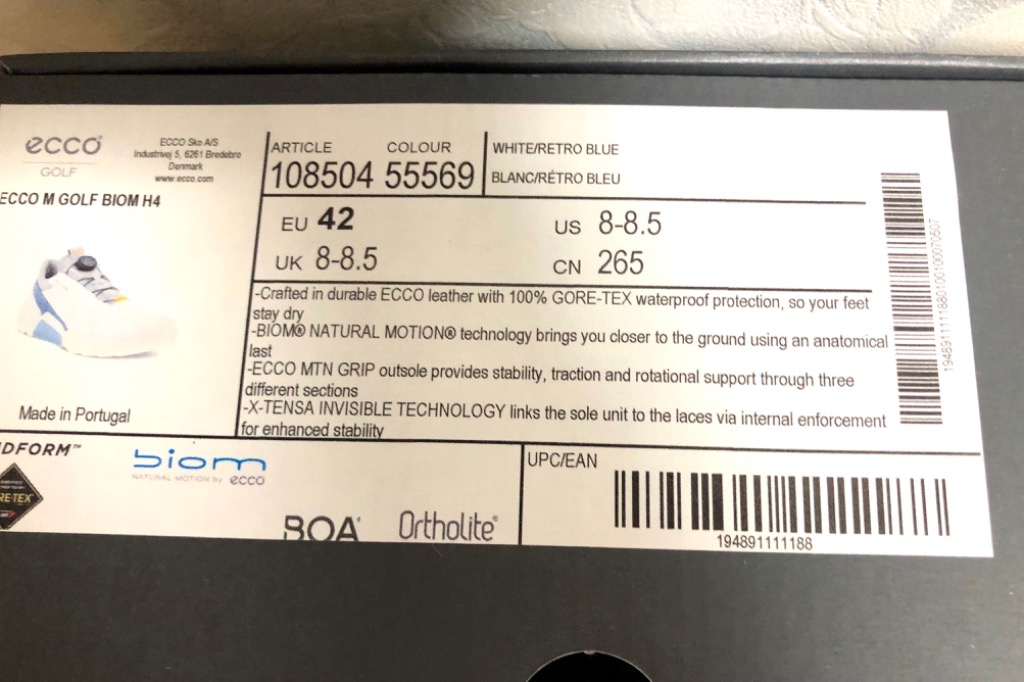 ecco
GOLF
ECCO Sko A/S
Industrivej 5, 6261 Bredebro
Denmark
www.ecco.com
ECCO M GOLF BIOM H4
Made in Portugal
ARTICLE COLOUR
108504 55569
WHITE/RETRO BLUE
BLANC/RÉTRO BLEU
EU 42
US 8-8.5
UK 8-8.5
CN 265
-Crafted in durable ECCO leather with 100% GORE-TEX waterproof protection, so your feet
stay dry
-BIOM® NATURAL MOTION® technology brings you closer to the ground using an anatomical
last
-ECCO MTN GRIP outsole provides stability, traction and rotational support through three
different sections
-X-TENSA INVISIBLE TECHNOLOGY links the sole unit to the laces via internal enforcement
for enhanced stability
IDFORM™
RE-TEX
biom
NATURAL MOTION by ecco
BOA
Ortholite®
UPC/EAN
194891111188